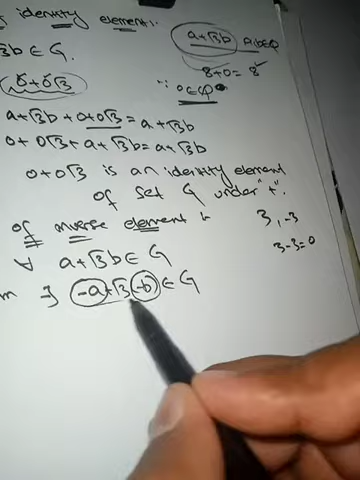 of identity element:
a+√3b a,b∈φ
√3b ∈ G.
8+0=8
0+0√3
∵ 0∈φ
a+√3b + 0+0√3 = a+√3b
0+0√3 + a+√3b = a+√3b
0+0√3 is an identity element
of set G under "+".
of inverse element :-
3, -3
∀ a+√3b ∈ G
3-3=0
∃ -a+√3(-b) ∈ G